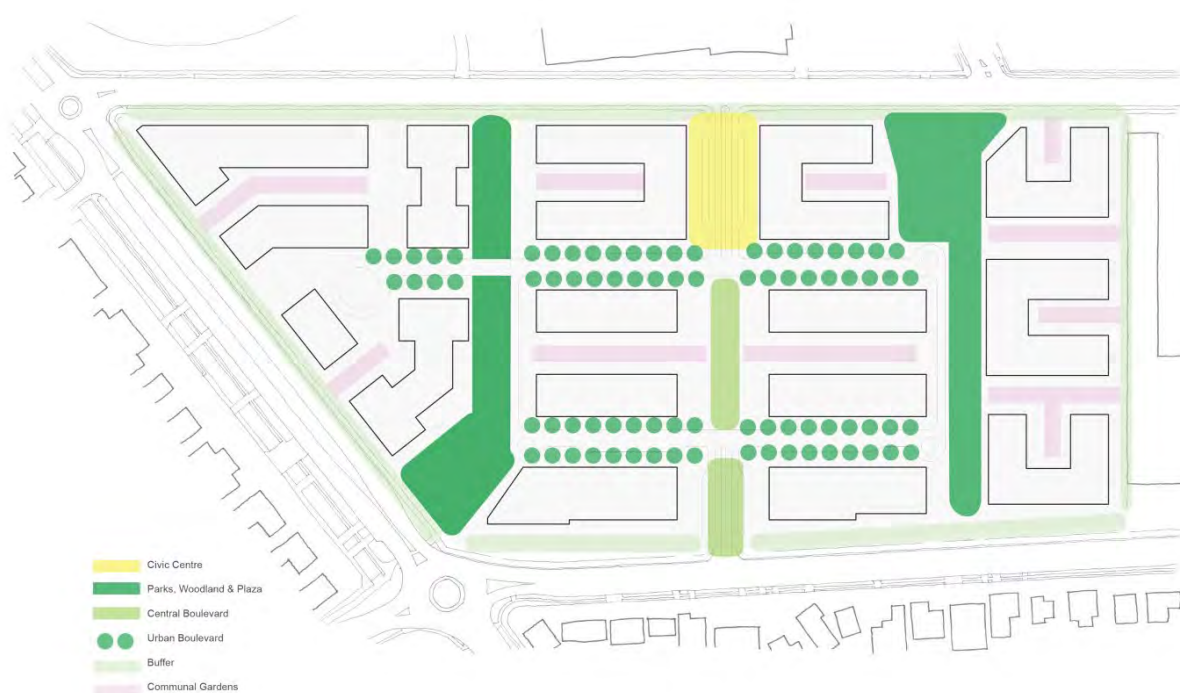 Civic Centre
Parks, Woodland & Plaza
Central Boulevard
Urban Boulevard
Buffer
Communal Gardens